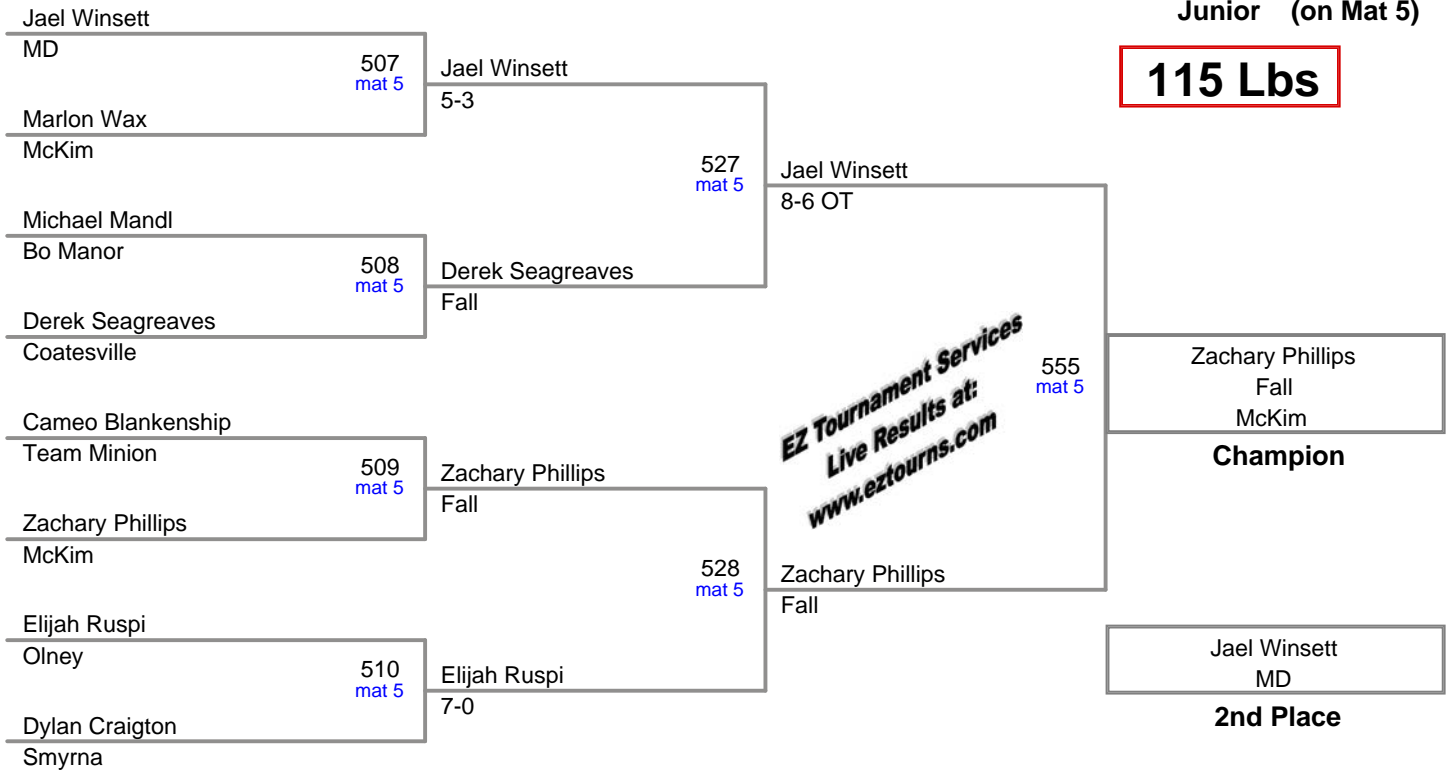 Junior (on Mat 5)
115 Lbs
Jael Winsett
MD
507
mat 5
Marlon Wax
McKim
Jael Winsett
5-3
Michael Mandl
Bo Manor
508
mat 5
Derek Seagreaves
Coatesville
Derek Seagreaves
Fall
527
mat 5
Jael Winsett
8-6 OT
Cameo Blankenship
Team Minion
509
mat 5
Zachary Phillips
McKim
Zachary Phillips
Fall
Elijah Ruspi
Olney
510
mat 5
Dylan Craigton
Smyrna
Elijah Ruspi
7-0
528
mat 5
Zachary Phillips
Fall
EZ Tournament Services
Live Results at:
www.eztourns.com
555
mat 5
Zachary Phillips
Fall
McKim
Champion
Jael Winsett
MD
2nd Place